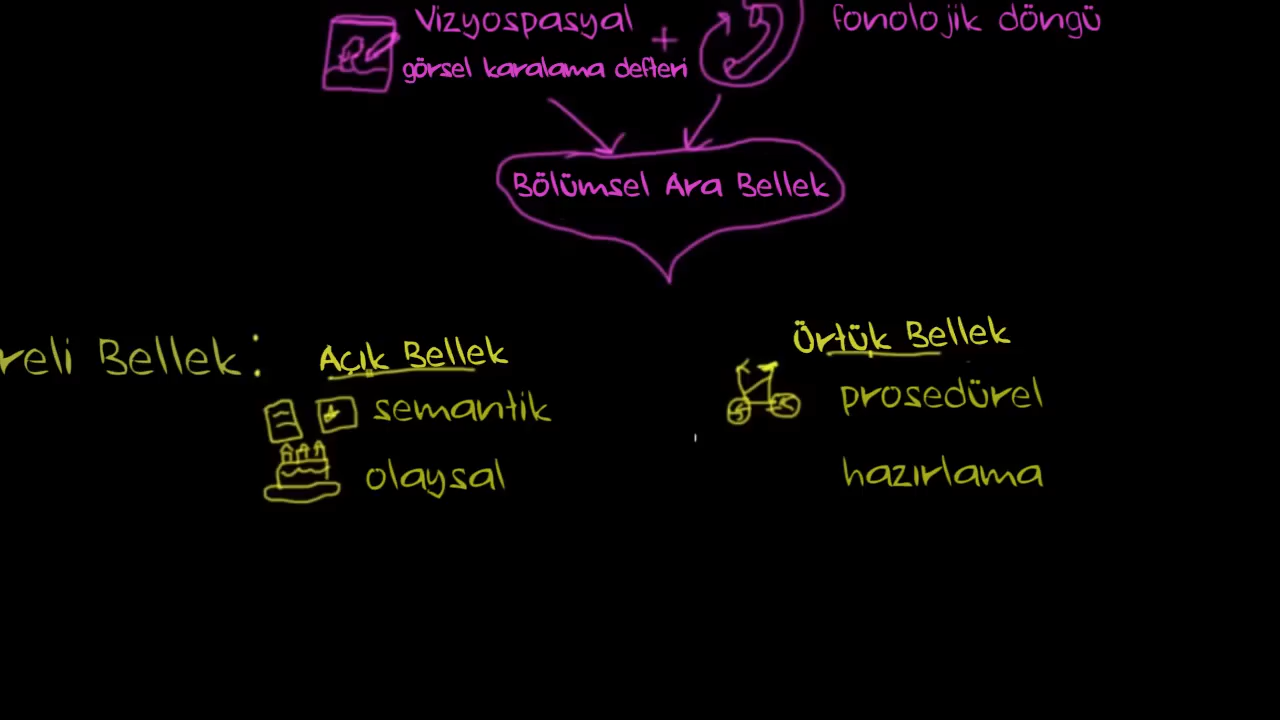 Vizyospasyal
görsel karalama defteri
+
fonolojik döngü
Bölümsel Ara Bellek
reli Bellek:
Açık Bellek
semantik
olaysal
Örtük Bellek
prosedürel
hazırlama